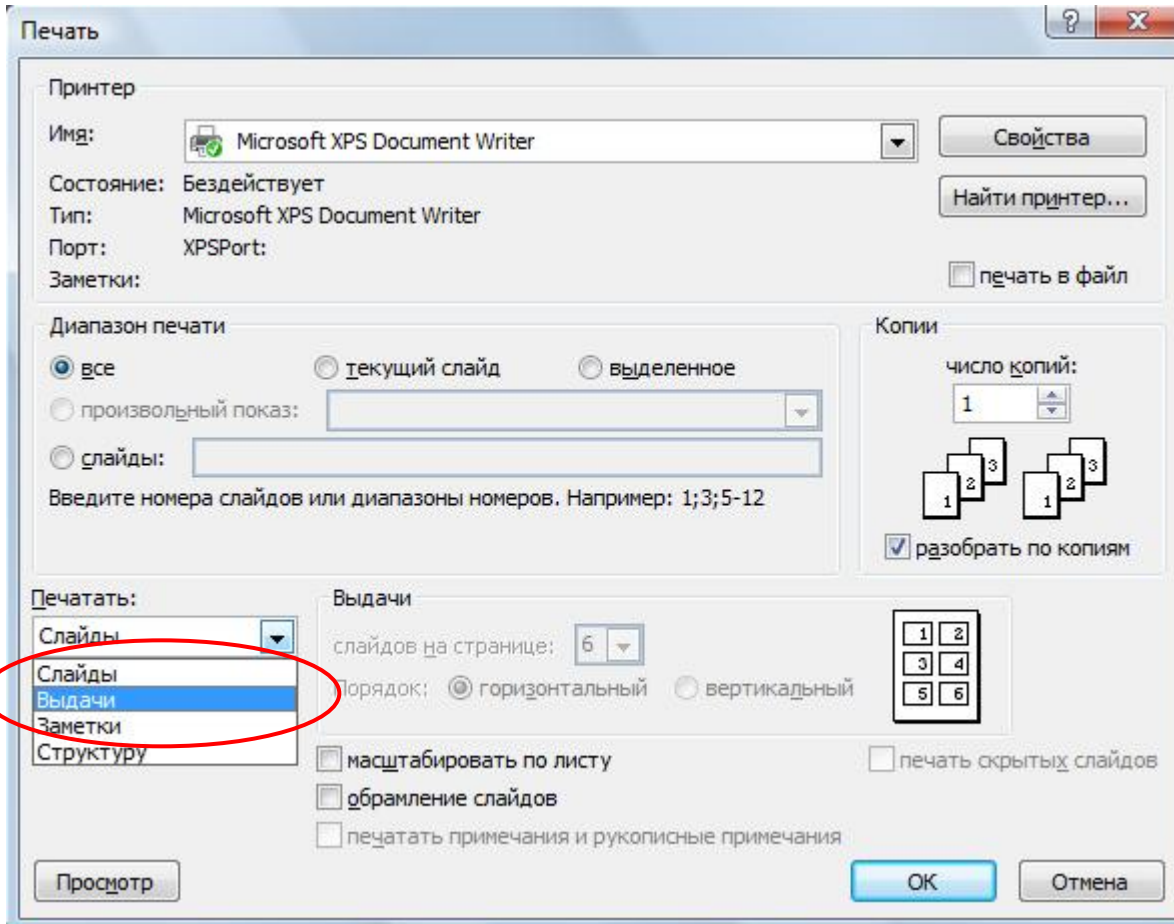 Печать
Принтер
Имя: Microsoft XPS Document Writer Свойства
Состояние: Бездействует Найти принтер...
Тип: Microsoft XPS Document Writer
Порт: XPSPort:
Заметки: печать в файл
Диапазон печати Копии
все текущий слайд выделенное число копий:
произвольный показ: 1
слайды:
Введите номера слайдов или диапазоны номеров. Например: 1;3;5-12
1 2 3 1 2 3
разобрать по копиям
Печатать: Выдачи
Слайды слайдов на странице: 6 1 2
Слайды 3 4
Выдачи Порядок: горизонтальный вертикальный 5 6
Заметки
Структуру масштабировать по листу печать скрытых слайдов
обрамление слайдов
печатать примечания и рукописные примечания
Просмотр ОК Отмена